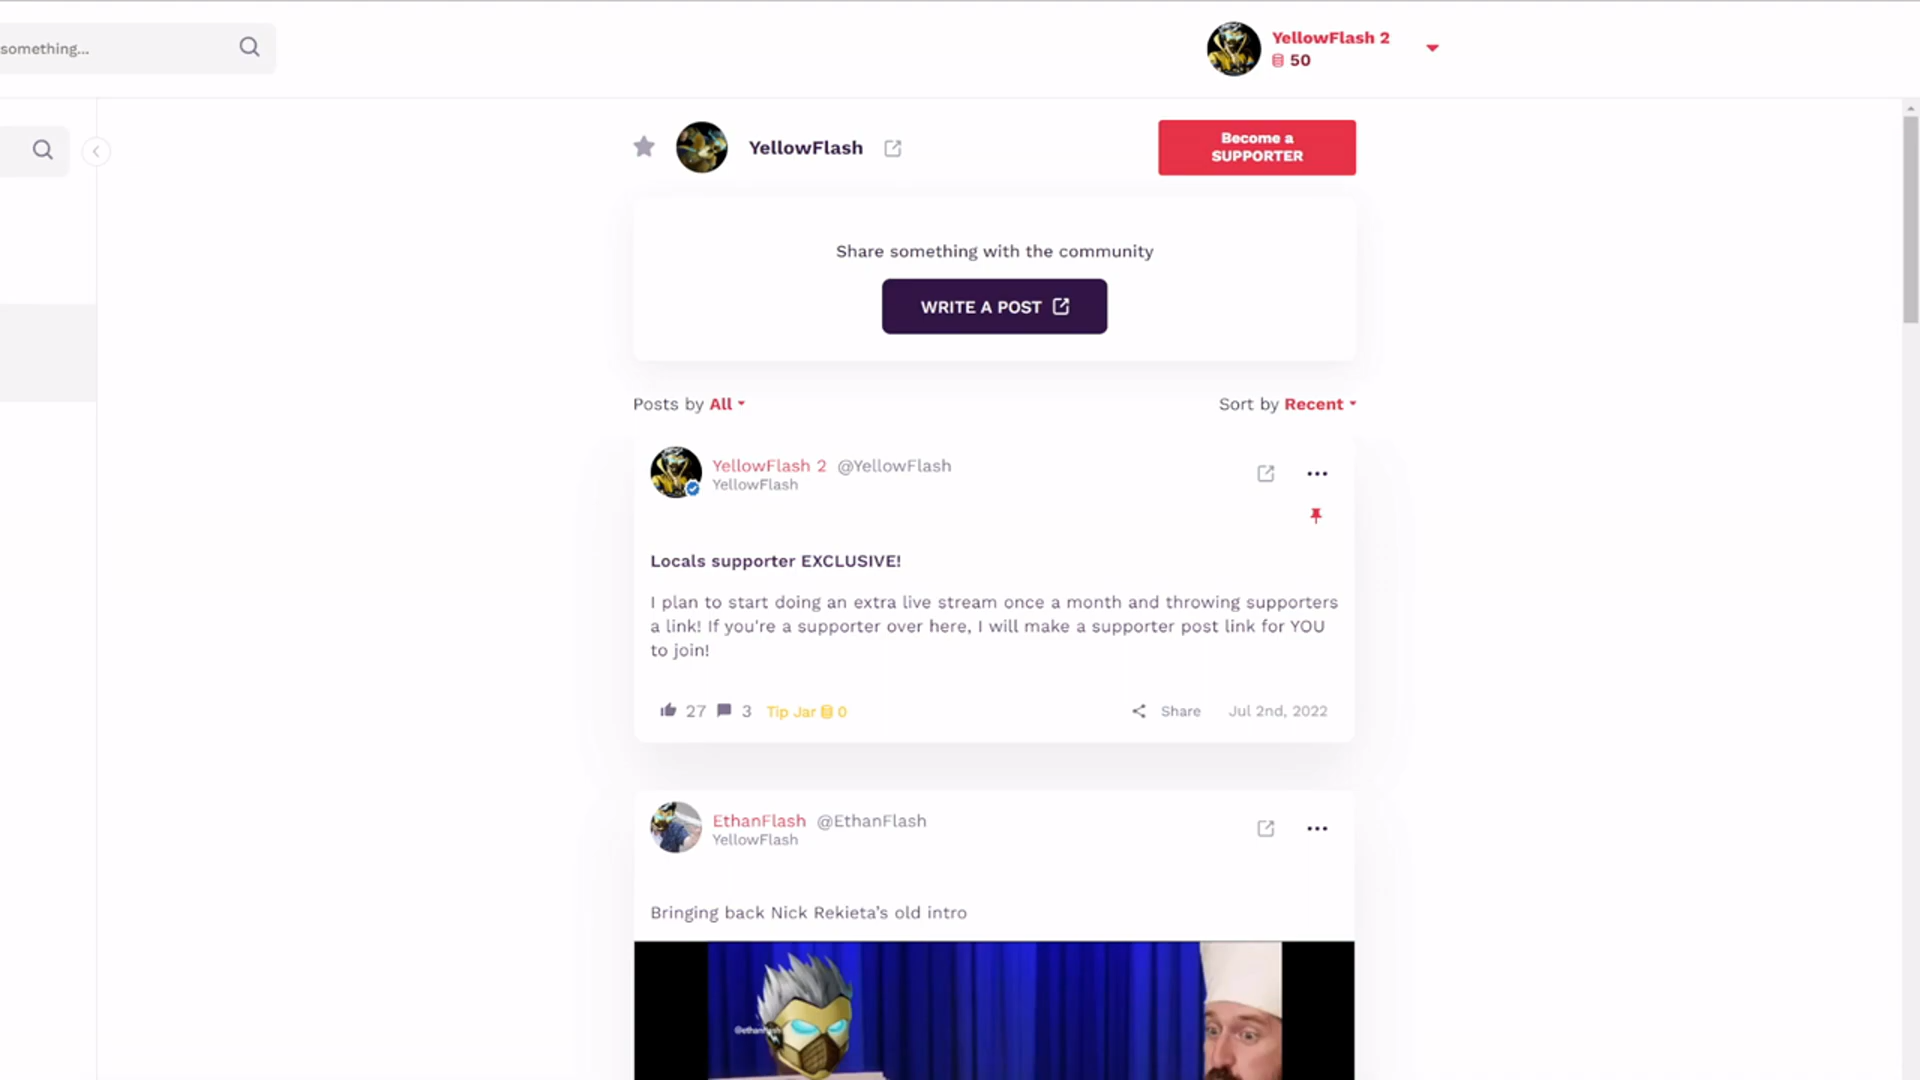 something...
YellowFlash 2
50
YellowFlash
Become a
SUPPORTER
Share something with the community
WRITE A POST
Posts by All
Sort by Recent
YellowFlash 2 @YellowFlash
YellowFlash
Locals supporter EXCLUSIVE!
I plan to start doing an extra live stream once a month and throwing supporters
a link! If you're a supporter over here, I will make a supporter post link for YOU
to join!
27 3 Tip Jar 0 Share Jul 2nd, 2022
EthanFlash @EthanFlash
YellowFlash
Bringing back Nick Rekieta’s old intro
@ethanflash